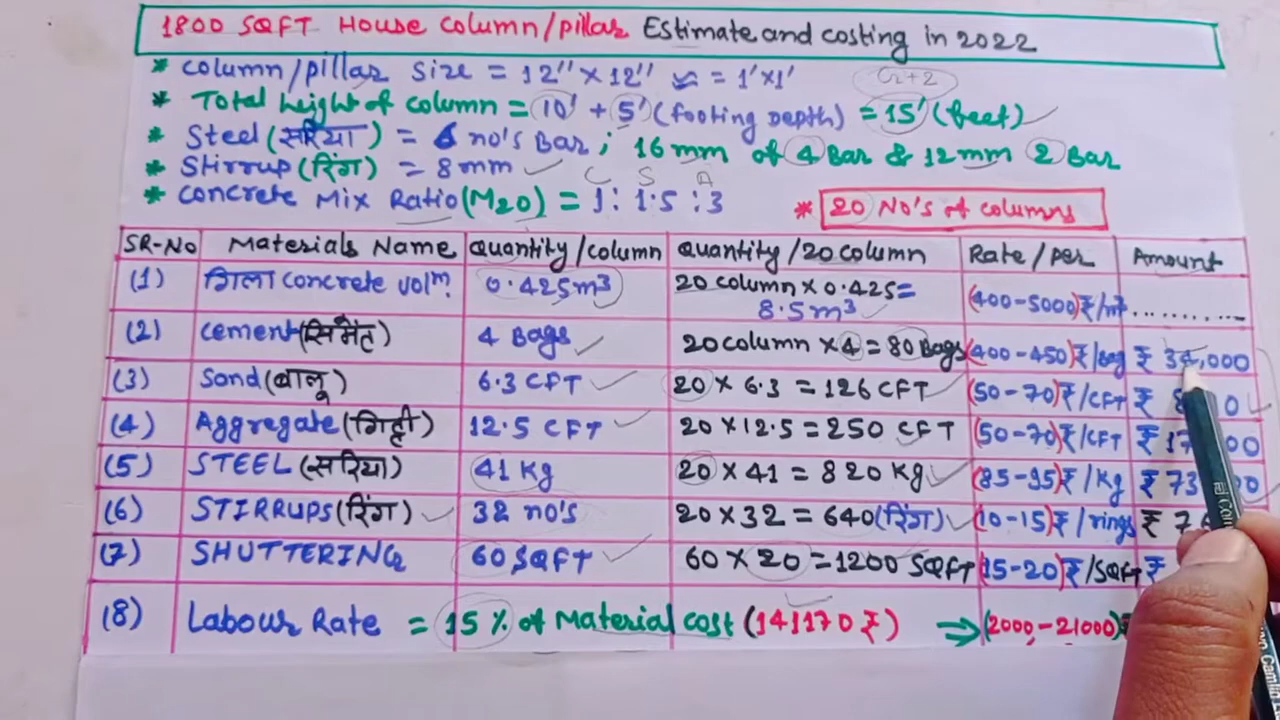 1800 SQFT House column/pillar Estimate and costing in 2022
* column/pillar size = 12"×12" = 1'×1'
* Total height of column = 10' + 5' (footing Depth) = 15' (feet)
* Steel (सरिया) = 6 no's Bar ; 16mm of 4 Bar & 12mm 2 Bar
* Stirrup (रिंग) = 8mm
C S A
* concrete Mix Ratio (M20) = 1 : 1.5 : 3 * 20 No's of columns
SR-No Materials Name Quantity/column Quantity/20 column Rate/per Amount
(1) गिला concrete volm? 0.425m³ 20 column × 0.425 = 8.5m³ (400-5000)₹/m³ ..........
(2) cement (सिमेंट) 4 Bags 20 column × 4 = 80 Bags (400-450)₹/bag ₹ 34,000
(3) Sand (बालू) 6.3 CFT 20 × 6.3 = 126 CFT (50-70)₹/CFT ₹
(4) Aggregate (गिट्टी) 12.5 CFT 20 × 12.5 = 250 CFT (50-70)₹/CFT ₹
(5) STEEL (सरिया) 41 Kg 20 × 41 = 820 Kg (85-95)₹/Kg ₹
(6) STIRRUPS (रिंग) 32 no's 20 × 32 = 640 (रिंग) (10-15)₹/rings ₹
(7) SHUTTERING 60 SQFT 60 × 20 = 1200 SQFT (15-20)₹/SQFT ₹
(8) Labour Rate = 15% of Material cost (141170₹) ⇒ (2000-21000)₹